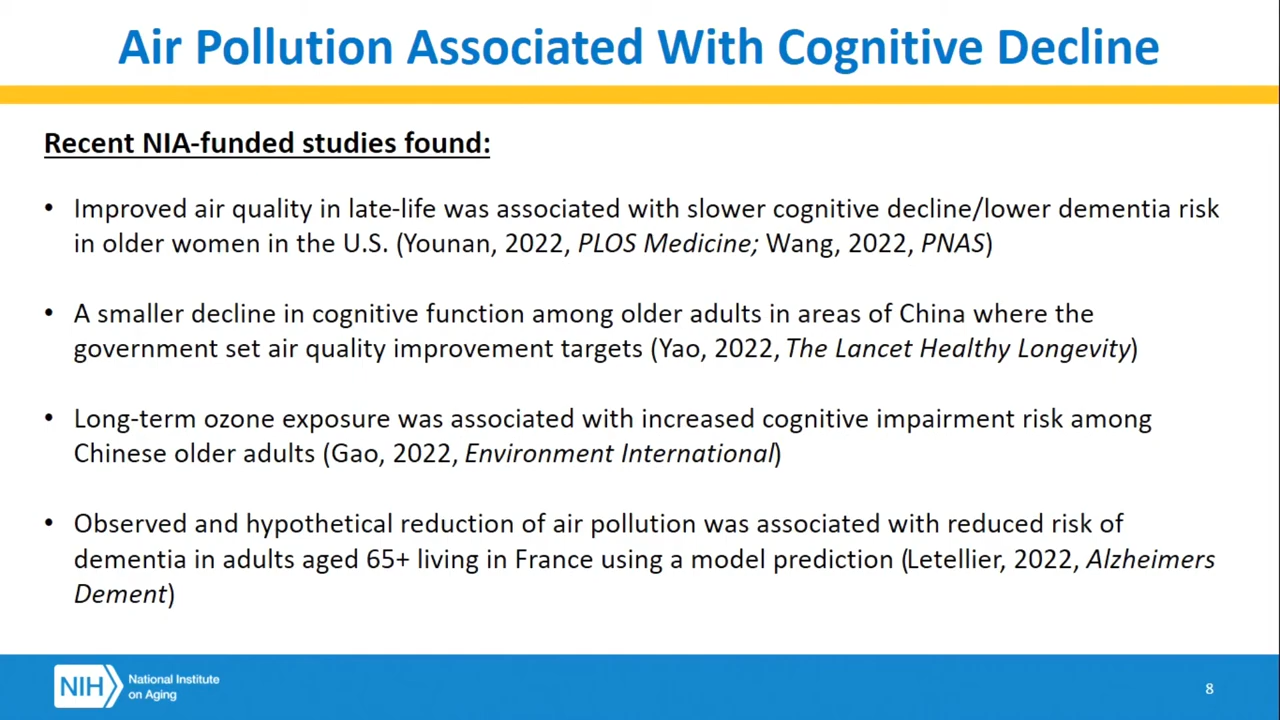 Air Pollution Associated With Cognitive Decline
Recent NIA-funded studies found:
• Improved air quality in late-life was associated with slower cognitive decline/lower dementia risk
in older women in the U.S. (Younan, 2022, PLOS Medicine; Wang, 2022, PNAS)
• A smaller decline in cognitive function among older adults in areas of China where the
government set air quality improvement targets (Yao, 2022, The Lancet Healthy Longevity)
• Long-term ozone exposure was associated with increased cognitive impairment risk among
Chinese older adults (Gao, 2022, Environment International)
• Observed and hypothetical reduction of air pollution was associated with reduced risk of
dementia in adults aged 65+ living in France using a model prediction (Letellier, 2022, Alzheimers
Dement)
NIH
National Institute
on Aging
8